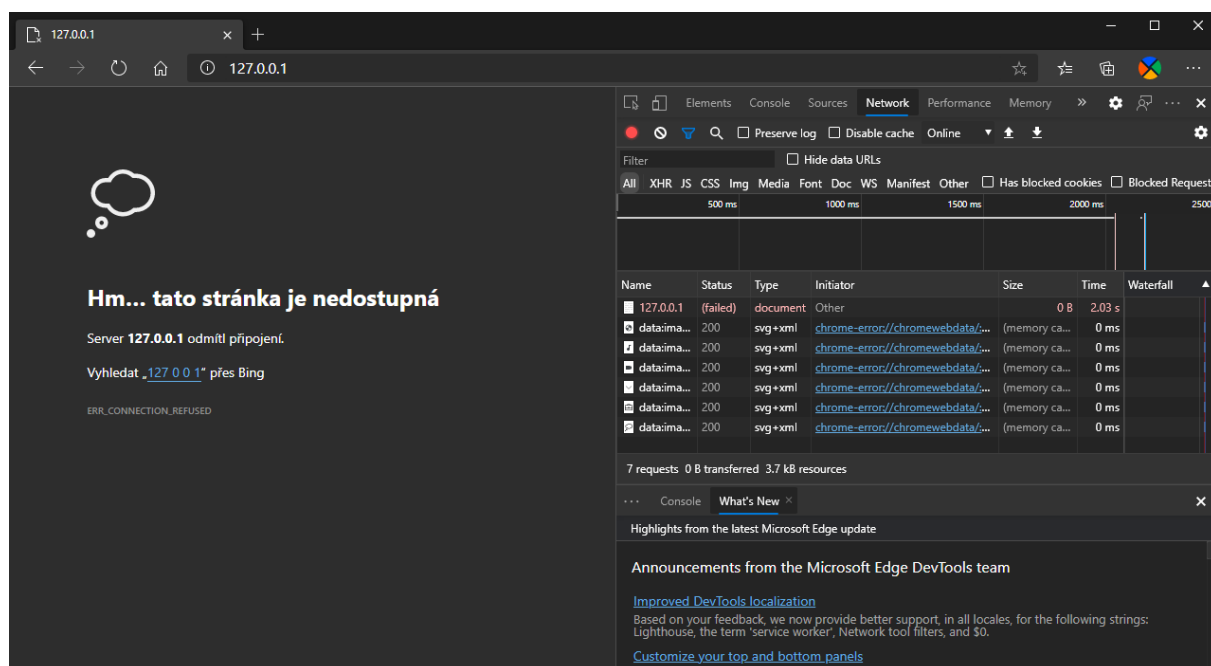 127.0.0.1
127.0.0.1
Hm... tato stránka je nedostupná
Server 127.0.0.1 odmítl připojení.
Vyhledat „127 0 0 1“ přes Bing
ERR_CONNECTION_REFUSED
Elements Console Sources Network Performance Memory
Preserve log Disable cache Online
Filter Hide data URLs
All XHR JS CSS Img Media Font Doc WS Manifest Other Has blocked cookies Blocked Request
500 ms 1000 ms 1500 ms 2000 ms 2500
Name Status Type Initiator Size Time Waterfall
127.0.0.1 (failed) document Other 0 B 2.03 s
data:ima... 200 svg+xml chrome-error://chromewebdata/:... (memory ca... 0 ms
data:ima... 200 svg+xml chrome-error://chromewebdata/:... (memory ca... 0 ms
data:ima... 200 svg+xml chrome-error://chromewebdata/:... (memory ca... 0 ms
data:ima... 200 svg+xml chrome-error://chromewebdata/:... (memory ca... 0 ms
data:ima... 200 svg+xml chrome-error://chromewebdata/:... (memory ca... 0 ms
data:ima... 200 svg+xml chrome-error://chromewebdata/:... (memory ca... 0 ms
7 requests 0 B transferred 3.7 kB resources
Console What's New
Highlights from the latest Microsoft Edge update
Announcements from the Microsoft Edge DevTools team
Improved DevTools localization
Based on your feedback, we now provide better support, in all locales, for the following strings:
Lighthouse, the term 'service worker', Network tool filters, and $0.
Customize your top and bottom panels